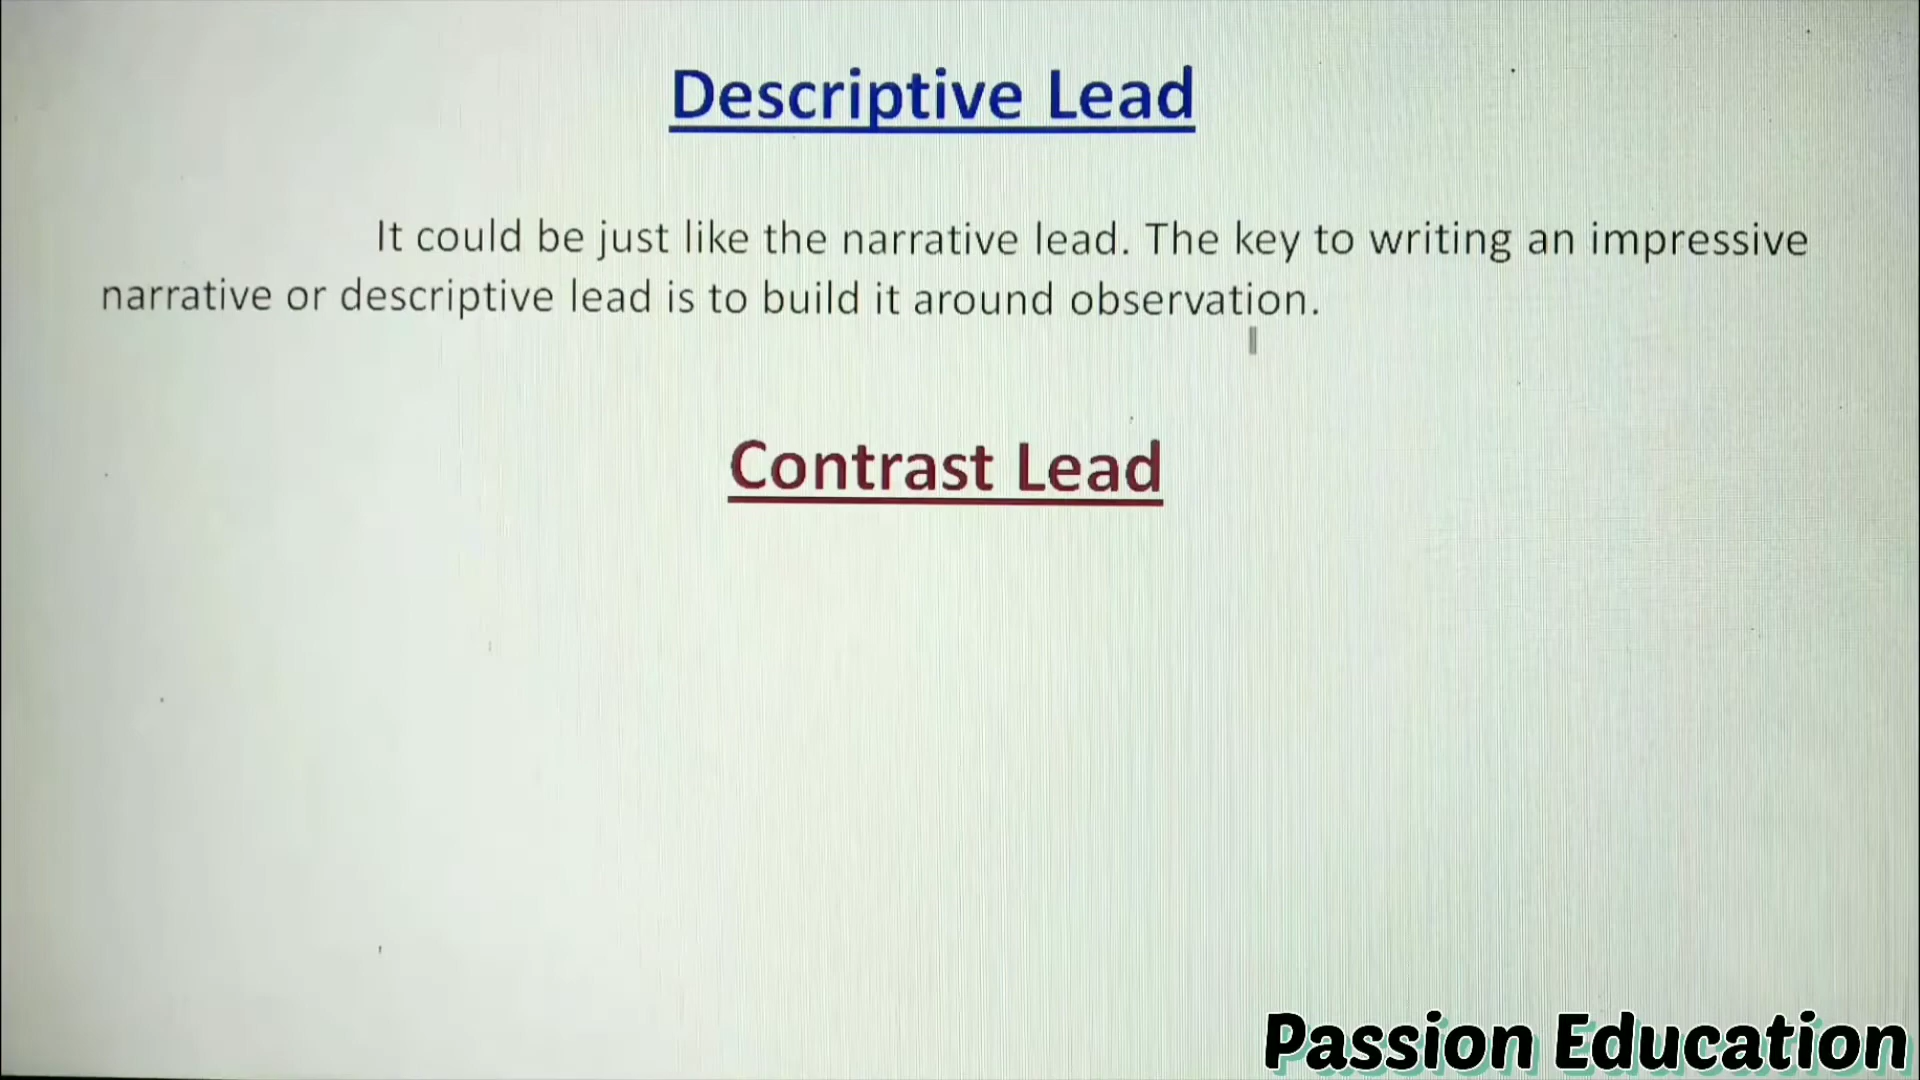 Descriptive Lead
It could be just like the narrative lead. The key to writing an impressive
narrative or descriptive lead is to build it around observation.
Contrast Lead
Passion Education